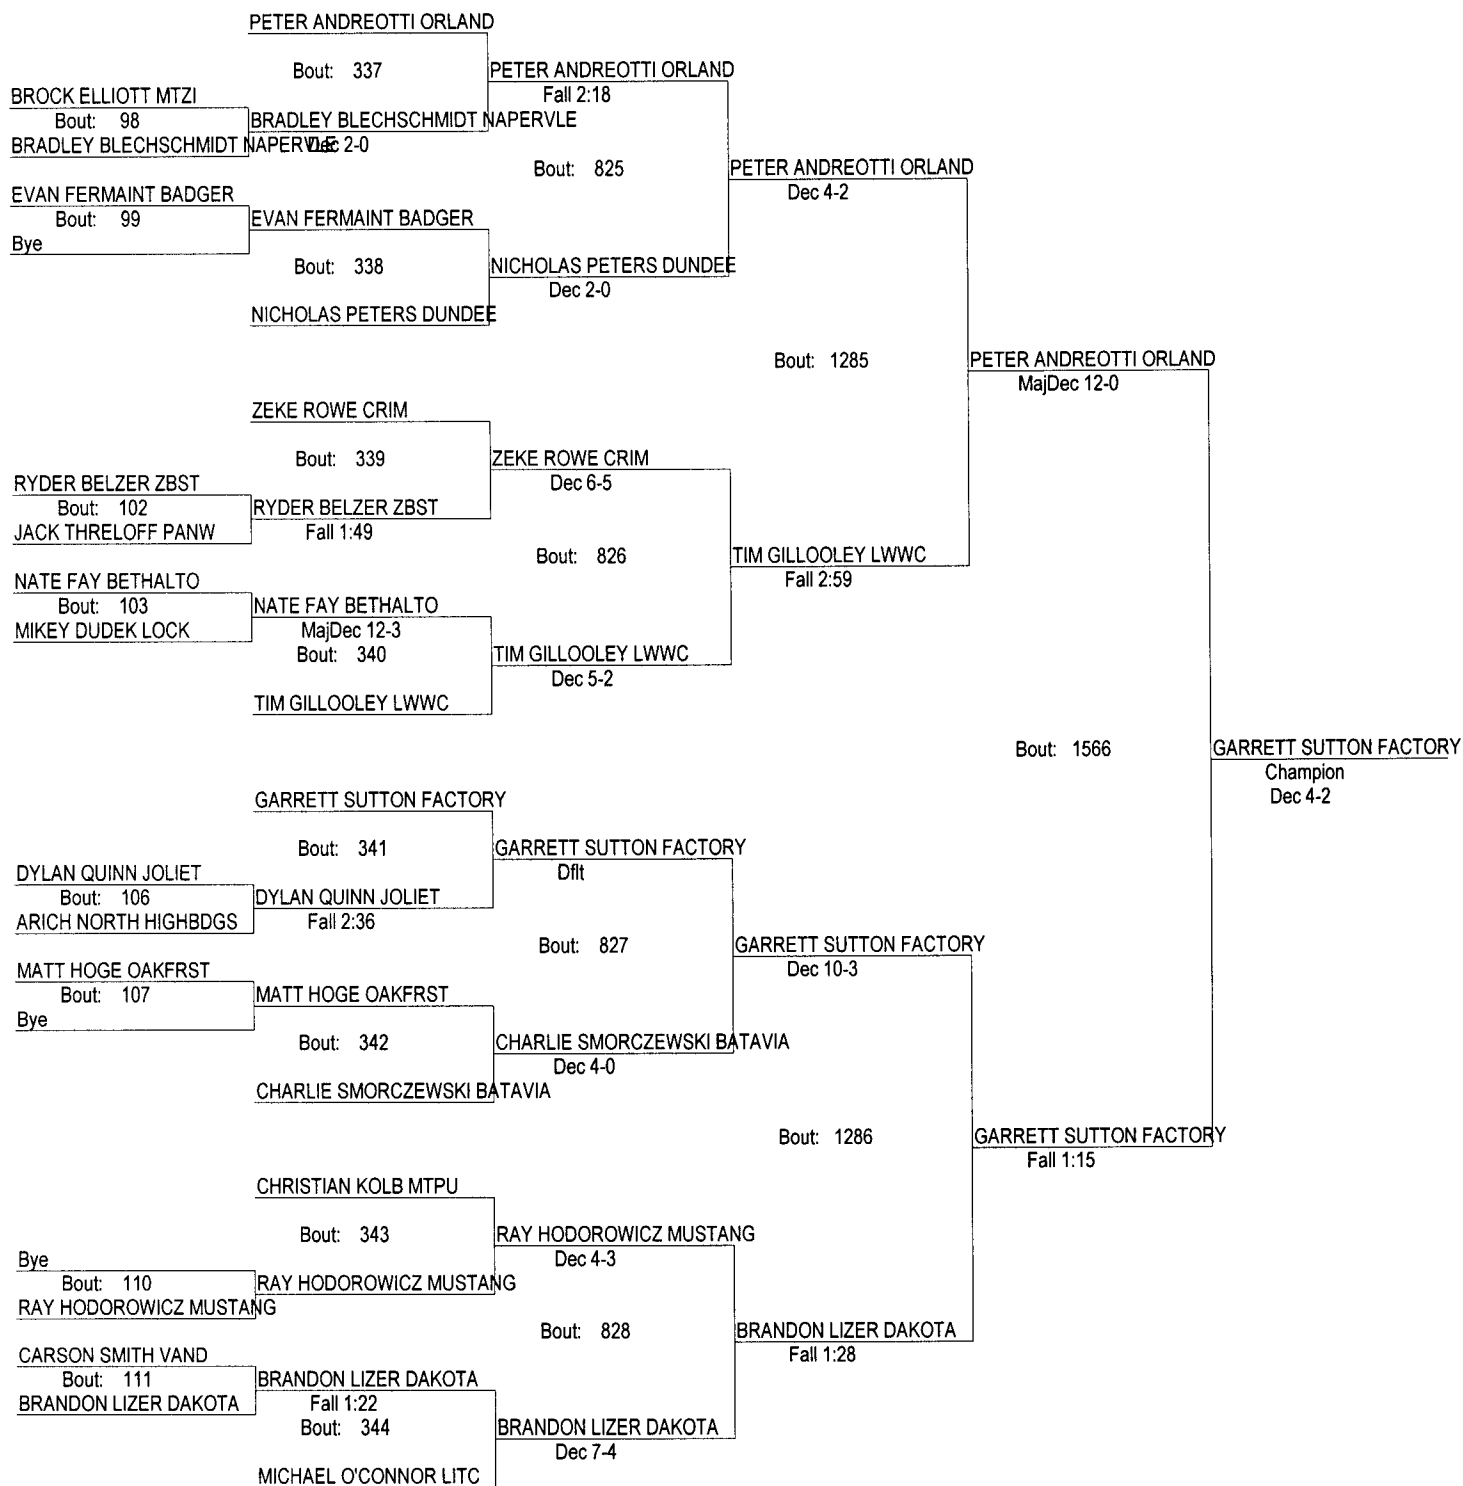 PETER ANDREOTTI ORLAND
Bout: 337
PETER ANDREOTTI ORLAND
Fall 2:18
BROCK ELLIOTT MTZI
Bout: 98
BRADLEY BLECHSCHMIDT NAPERVLE
BRADLEY BLECHSCHMIDT NAPERVLE
Dec 2-0
Bout: 825
PETER ANDREOTTI ORLAND
Dec 4-2
EVAN FERMAINT BADGER
Bout: 99
Bye
EVAN FERMAINT BADGER
Bout: 338
NICHOLAS PETERS DUNDEE
Dec 2-0
NICHOLAS PETERS DUNDEE
Bout: 1285
PETER ANDREOTTI ORLAND
MajDec 12-0
ZEKE ROWE CRIM
Bout: 339
ZEKE ROWE CRIM
Dec 6-5
RYDER BELZER ZBST
Bout: 102
JACK THRELOFF PANW
RYDER BELZER ZBST
Fall 1:49
Bout: 826
TIM GILLOOLEY LWWC
Fall 2:59
NATE FAY BETHALTO
Bout: 103
MIKEY DUDEK LOCK
NATE FAY BETHALTO
MajDec 12-3
Bout: 340
TIM GILLOOLEY LWWC
Dec 5-2
TIM GILLOOLEY LWWC
Bout: 1566
GARRETT SUTTON FACTORY
Champion
Dec 4-2
GARRETT SUTTON FACTORY
Bout: 341
GARRETT SUTTON FACTORY
Dflt
DYLAN QUINN JOLIET
Bout: 106
ARICH NORTH HIGHBDGS
DYLAN QUINN JOLIET
Fall 2:36
Bout: 827
GARRETT SUTTON FACTORY
Dec 10-3
MATT HOGE OAKFRST
Bout: 107
Bye
MATT HOGE OAKFRST
Bout: 342
CHARLIE SMORCZEWSKI BATAVIA
Dec 4-0
CHARLIE SMORCZEWSKI BATAVIA
Bout: 1286
GARRETT SUTTON FACTORY
Fall 1:15
CHRISTIAN KOLB MTPU
Bout: 343
RAY HODOROWICZ MUSTANG
Dec 4-3
Bye
Bout: 110
RAY HODOROWICZ MUSTANG
RAY HODOROWICZ MUSTANG
Bout: 828
BRANDON LIZER DAKOTA
Fall 1:28
CARSON SMITH VAND
Bout: 111
BRANDON LIZER DAKOTA
BRANDON LIZER DAKOTA
Fall 1:22
Bout: 344
BRANDON LIZER DAKOTA
Dec 7-4
MICHAEL O'CONNOR LITC